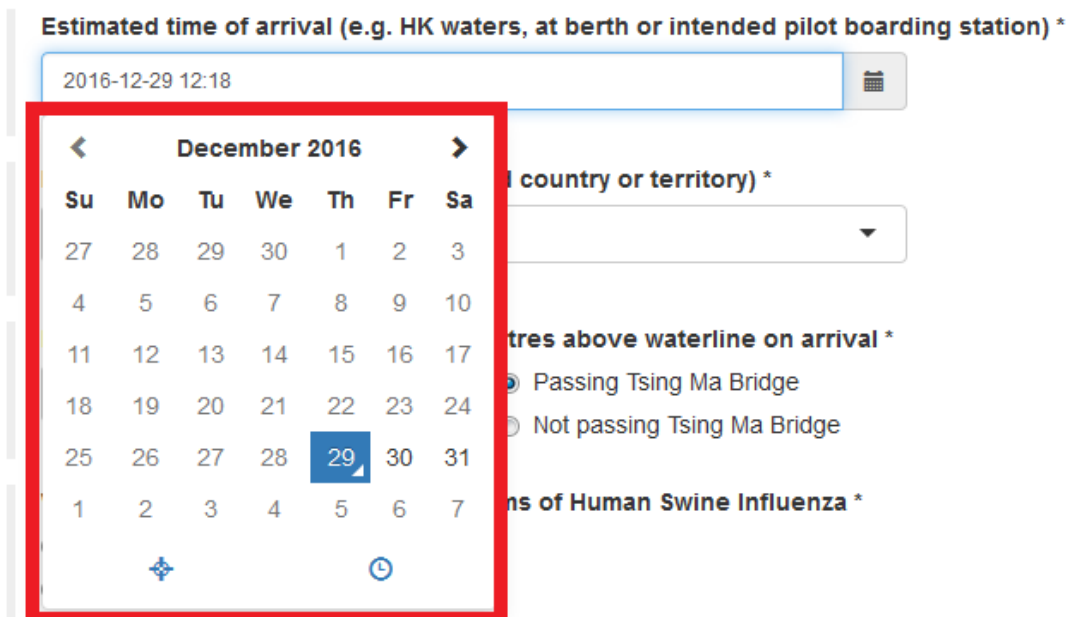 Estimated time of arrival (e.g. HK waters, at berth or intended pilot boarding station) *
2016-12-29 12:18
December 2016
Su Mo Tu We Th Fr Sa
27 28 29 30 1 2 3
4 5 6 7 8 9 10
11 12 13 14 15 16 17
18 19 20 21 22 23 24
25 26 27 28 29 30 31
1 2 3 4 5 6 7
country or territory) *
above waterline on arrival *
Passing Tsing Ma Bridge
Not passing Tsing Ma Bridge
of Human Swine Influenza *